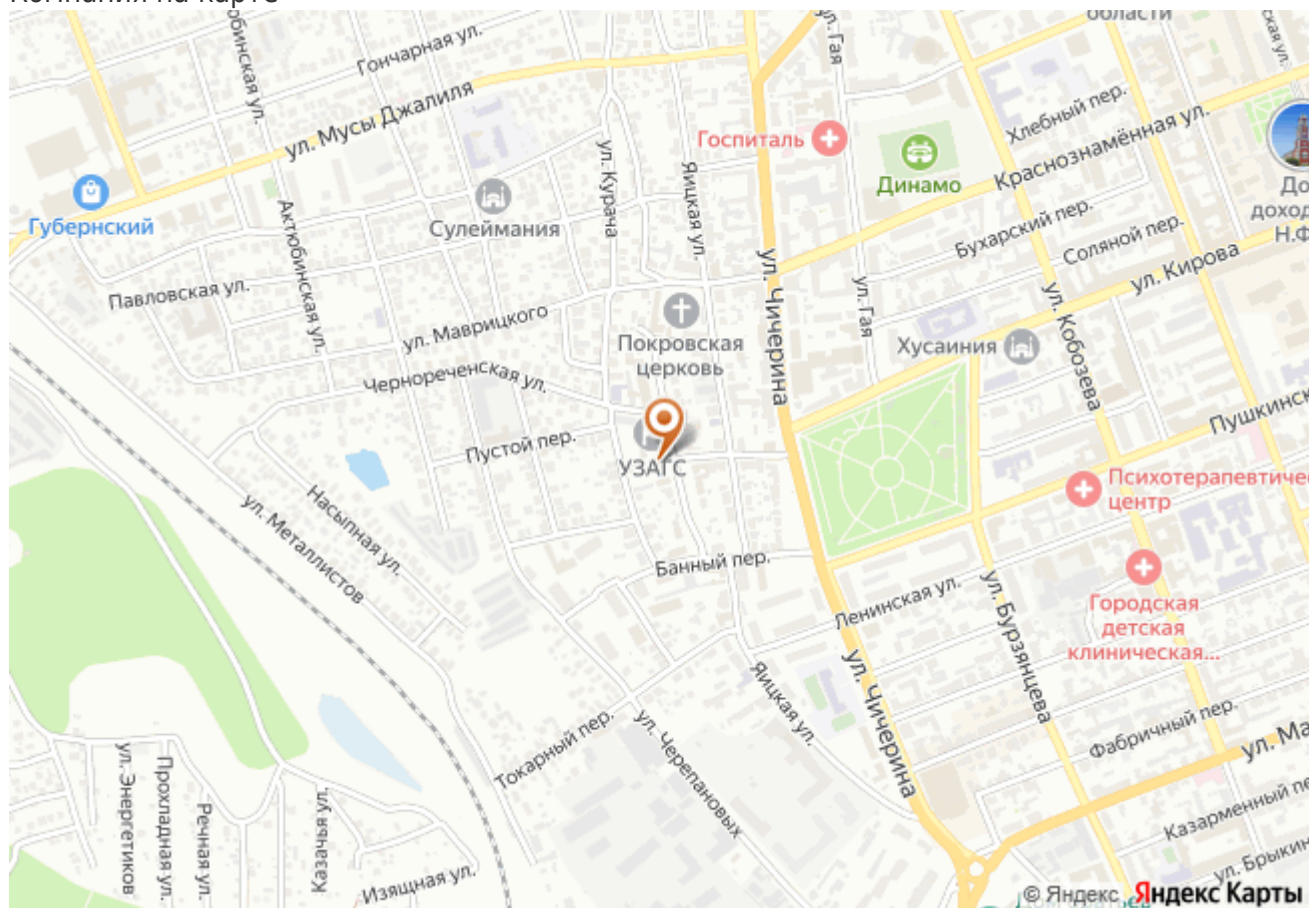 Компания на карте
области
Гончарная ул.
ул. Гая
ул. Мусы Джалиля
Хлебный пер.
Госпиталь
Краснознамённая ул.
Динамо
Яицкая ул.
ул. Курача
Губернский
Сулеймания
Бухарский пер.
Соляной пер.
Актюбинская ул.
ул. Чичерина
ул. Кирова
Павловская ул.
ул. Гая
ул. Маврицкого
Покровская
церковь
Хусаиния
ул. Кобозева
Чернореченская ул.
Пустой пер.
УЗАГС
центр
Насыпная ул.
ул. Металлистов
Банный пер.
Ленинская ул.
ул. Бурзянцева
Городская
детская
клиническая...
Яицкая ул.
ул. Чичерина
Токарный пер.
ул. Черепановых
Фабричный пер.
ул. Энергетиков
Прохладная ул.
Речная ул.
Казачья ул.
Изящная ул.
© Яндекс Яндекс Карты